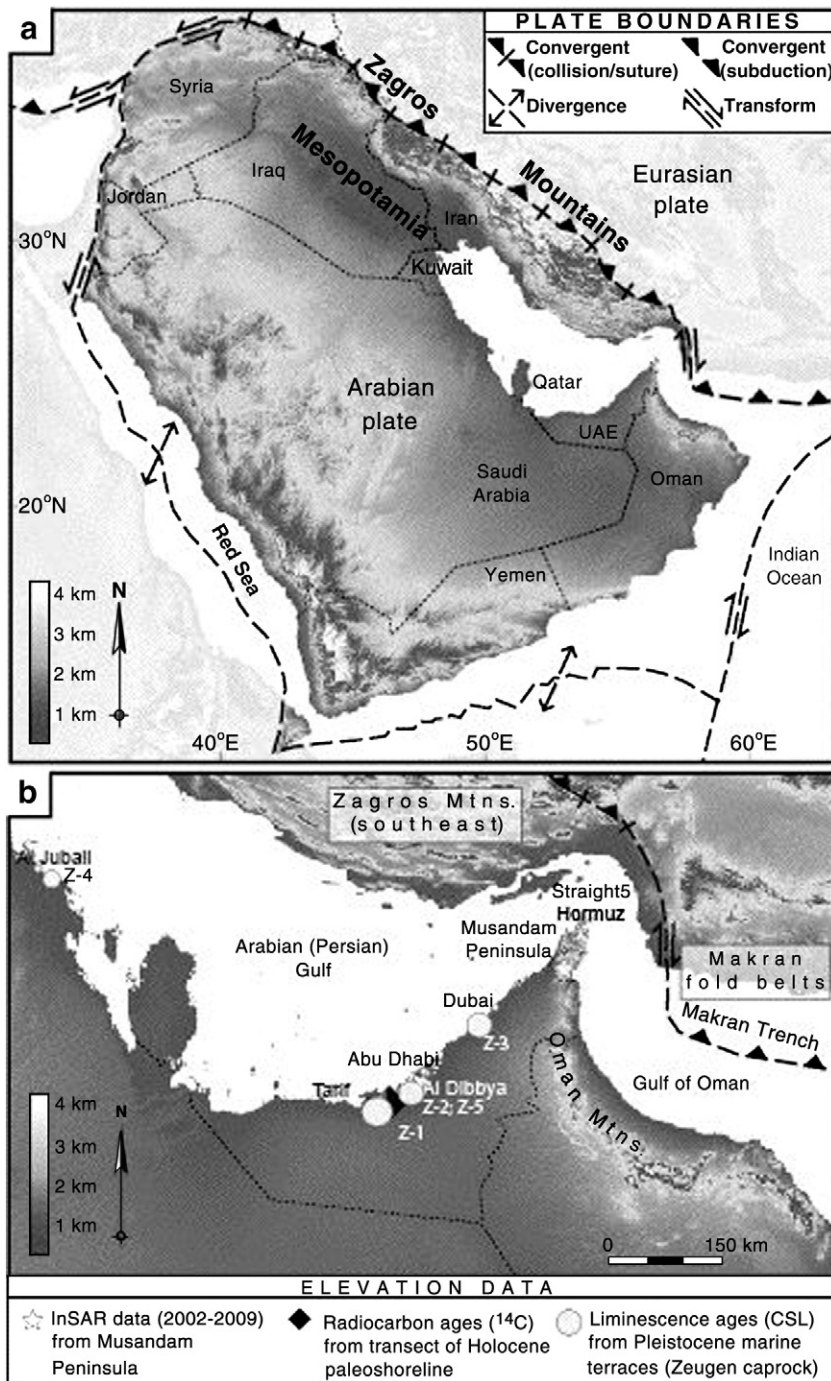 a
PLATE BOUNDARIES
Convergent
(collision/suture)
Convergent
(subduction)
Divergence
Transform
Syria
Zagros
Mountains
Mesopotamia
Iraq
Jordan
Iran
Eurasian
plate
30°N
Kuwait
Arabian
plate
Qatar
UAE
Saudi
Arabia
Oman
20°N
Red Sea
Yemen
Indian
Ocean
4 km
3 km
2 km
1 km
N
40°E
50°E
60°E
b
Zagros Mtns.
(southeast)
Al Juball
Z-4
Straight5
Hormuz
Arabian (Persian)
Gulf
Musandam
Peninsula
Makran
fold belts
Dubai
Z-3
Makran Trench
Abu Dhabi
Tarif
Al Dibbya
Z-2; Z-5
Z-1
Oman Mtns.
Gulf of Oman
4 km
3 km
2 km
1 km
N
0 150 km
ELEVATION DATA
InSAR data (2002-2009)
from Musandam
Peninsula
Radiocarbon ages (14C)
from transect of Holocene
paleoshoreline
Liminescence ages (CSL)
from Pleistocene marine
terraces (Zeugen caprock)